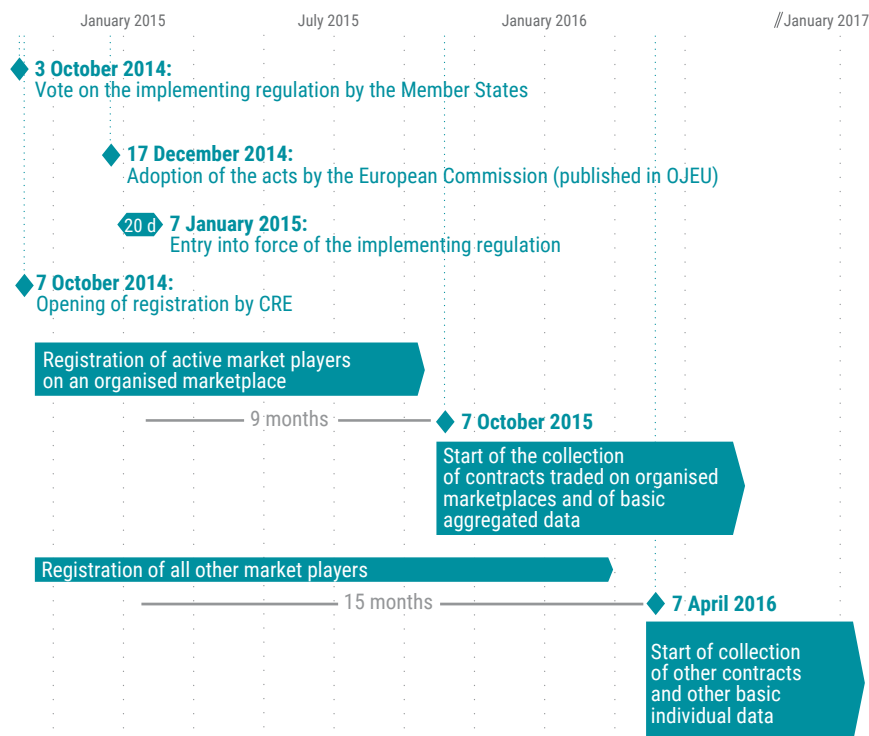 January 2015
July 2015
January 2016
//January 2017
3 October 2014:
Vote on the implementing regulation by the Member States
17 December 2014:
Adoption of the acts by the European Commission (published in OJEU)
20 d
7 January 2015:
Entry into force of the implementing regulation
7 October 2014:
Opening of registration by CRE
Registration of active market players
on an organised marketplace
9 months
7 October 2015
Start of the collection
of contracts traded on organised
marketplaces and of basic
aggregated data
Registration of all other market players
15 months
7 April 2016
Start of collection
of other contracts
and other basic
individual data